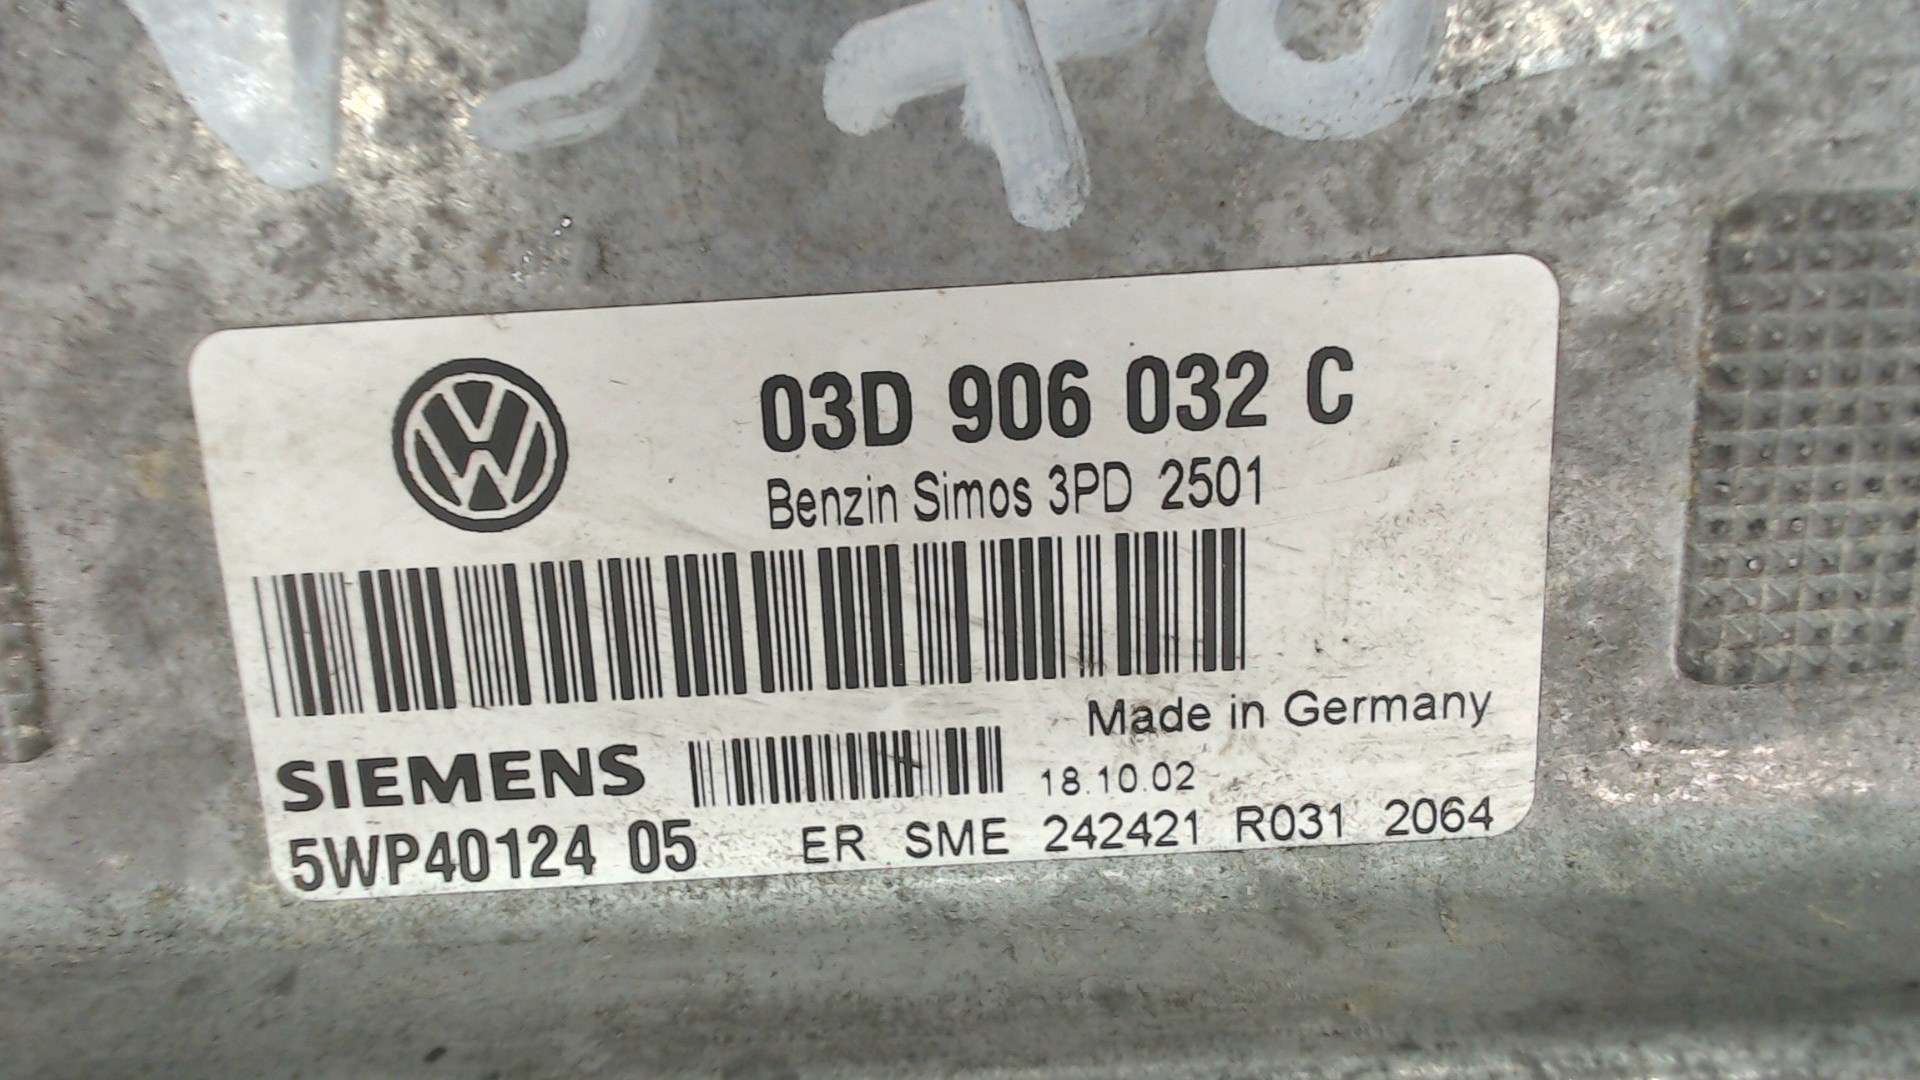 03D 906 032 C
Benzin Simos 3PD 2501
Made in Germany
SIEMENS
18.10.02
5WP40124 05 ER SME 242421 R031 2064